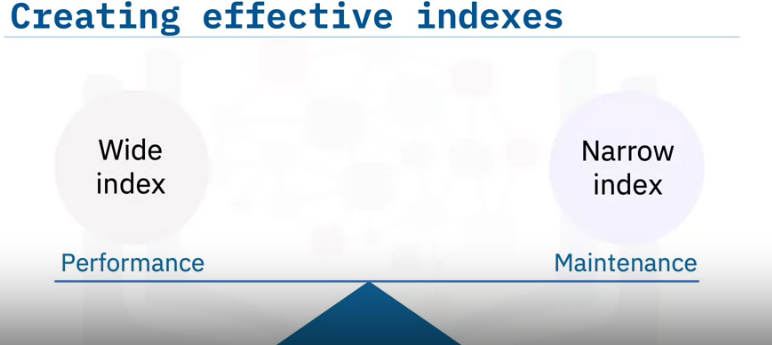 Creating effective indexes
Wide
index
Narrow
index
Performance
Maintenance